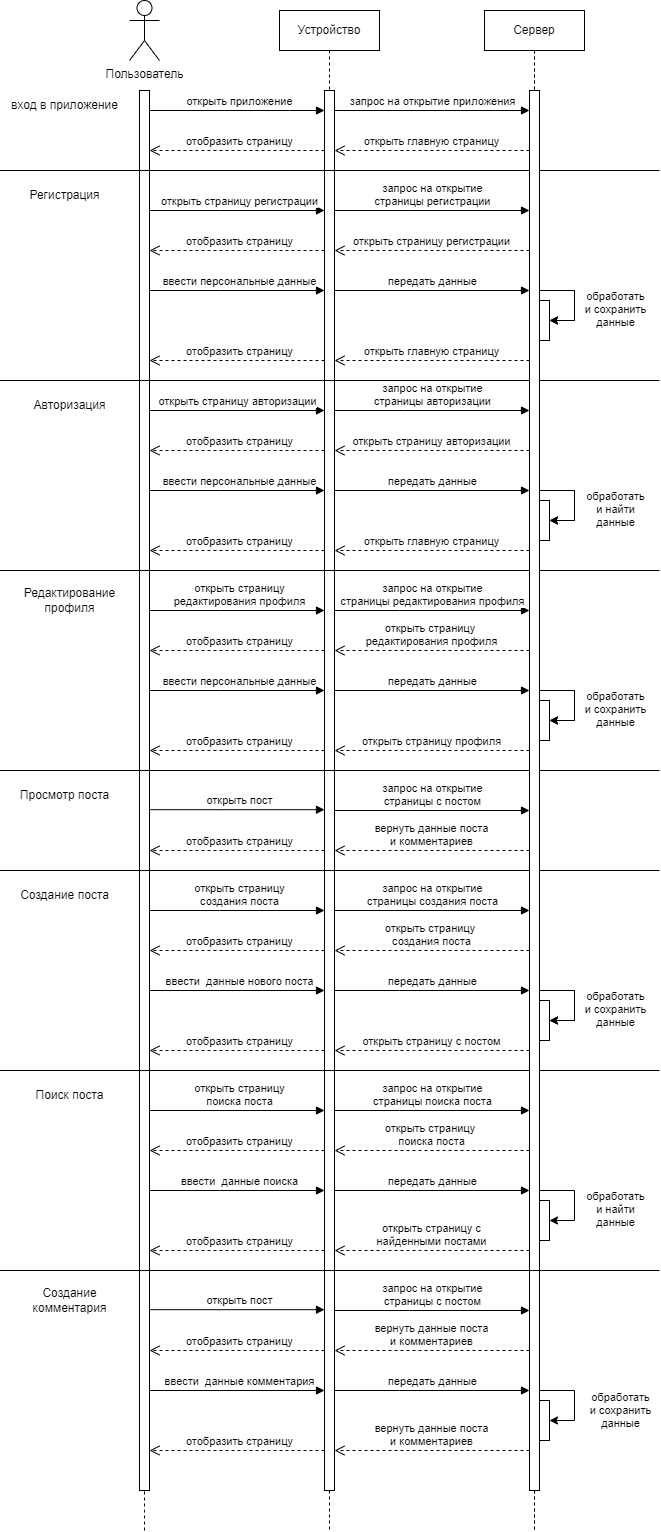 Пользователь
Устройство
Сервер
вход в приложение
открыть приложение
запрос на открытие приложения
отобразить страницу
открыть главную страницу
Регистрация
открыть страницу регистрации
запрос на открытие
страницы регистрации
отобразить страницу
открыть страницу регистрации
ввести персональные данные
передать данные
обработать
и сохранить
данные
отобразить страницу
открыть главную страницу
Авторизация
открыть страницу авторизации
запрос на открытие
страницы авторизации
отобразить страницу
открыть страницу авторизации
ввести персональные данные
передать данные
обработать
и найти
данные
отобразить страницу
открыть главную страницу
Редактирование
профиля
открыть страницу
редактирования профиля
запрос на открытие
страницы редактирования профиля
отобразить страницу
открыть страницу
редактирования профиля
ввести персональные данные
передать данные
обработать
и сохранить
данные
отобразить страницу
открыть страницу профиля
Просмотр поста
открыть пост
запрос на открытие
страницы с постом
отобразить страницу
вернуть данные поста
и комментариев
Создание поста
открыть страницу
создания поста
запрос на открытие
страницы создания поста
отобразить страницу
открыть страницу
создания поста
ввести  данные нового поста
передать данные
обработать
и сохранить
данные
отобразить страницу
открыть страницу с постом
Поиск поста
открыть страницу
поиска поста
запрос на открытие
страницы поиска поста
отобразить страницу
открыть страницу
поиска поста
ввести  данные поиска
передать данные
обработать
и найти
данные
отобразить страницу
открыть страницу с
найденными постами
Создание
комментария
открыть пост
запрос на открытие
страницы с постом
отобразить страницу
вернуть данные поста
и комментариев
ввести  данные комментария
передать данные
обработать
и сохранить
данные
отобразить страницу
вернуть данные поста
и комментариев